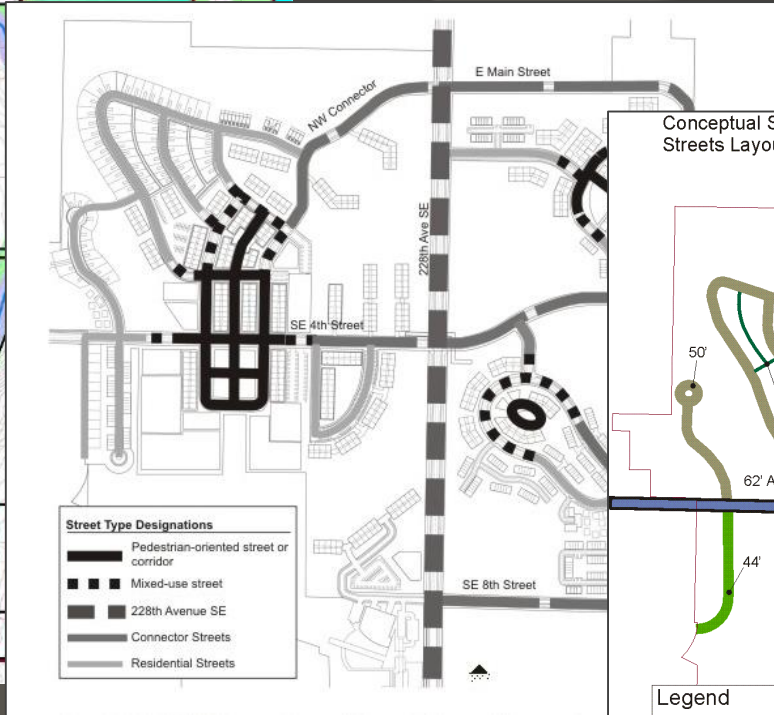 E Main Street
NW Connector
Conceptual S
Streets Layou
228th Ave SE
SE 4th Street
50'
62' A
Street Type Designations
Pedestrian-oriented street or
corridor
Mixed-use street
228th Avenue SE
Connector Streets
Residential Streets
SE 8th Street
44'
Legend